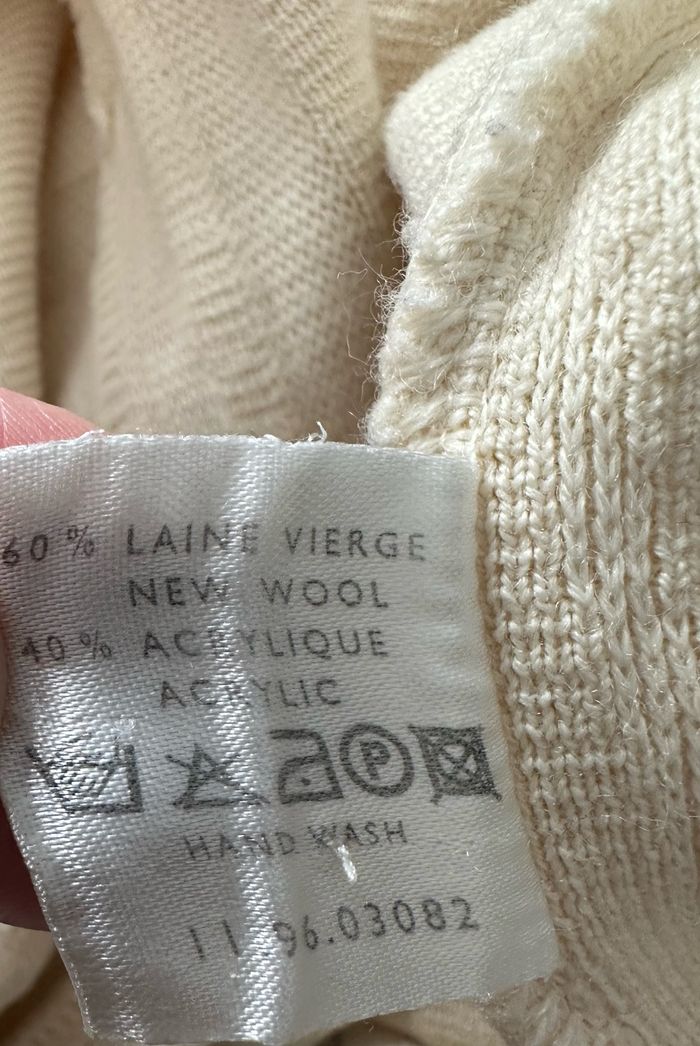 60% LAINE VIERGE
NEW WOOL
40% ACRYLIQUE
ACRYLIC
P
HAND WASH
11 96.03082